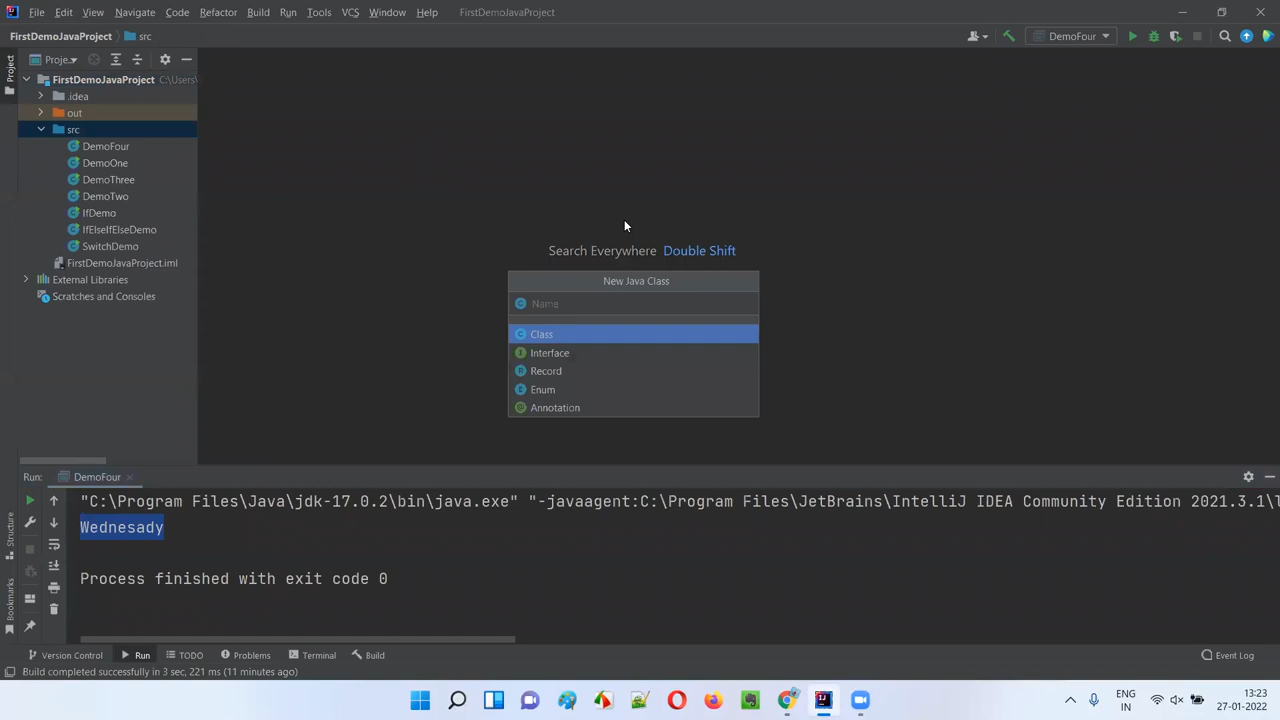 File Edit View Navigate Code Refactor Build Run Tools VCS Window Help FirstDemoJavaProject
FirstDemoJavaProject src DemoFour
Project
Proje...
FirstDemoJavaProject C:\Users\
.idea
out
src
DemoFour
DemoOne
DemoThree
DemoTwo
IfDemo
IfElseIfElseDemo
SwitchDemo
FirstDemoJavaProject.iml
External Libraries
Scratches and Consoles
Search Everywhere Double Shift
New Java Class
Name
Class
Interface
Record
Enum
Annotation
Run: DemoFour
"C:\Program Files\Java\jdk-17.0.2\bin\java.exe" "-javaagent:C:\Program Files\JetBrains\IntelliJ IDEA Community Edition 2021.3.1\
Wednesady
Process finished with exit code 0
Structure
Bookmarks
Version Control Run TODO Problems Terminal Build Event Log
Build completed successfully in 3 sec, 221 ms (11 minutes ago)
ENG
IN
13:23
27-01-2022